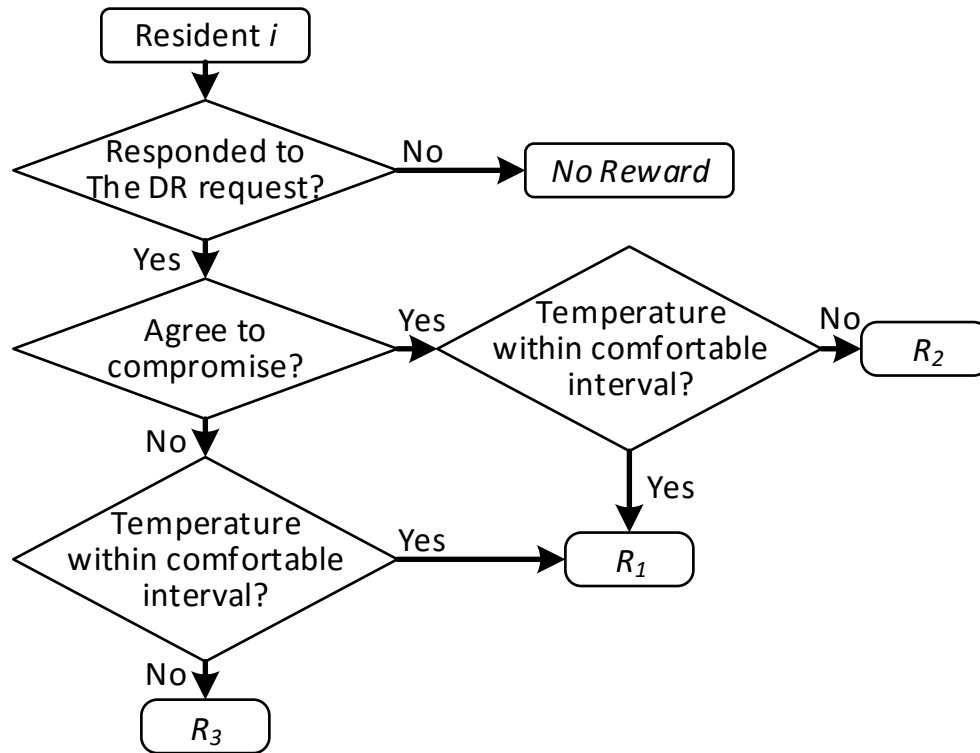 Resident i
Responded to
The DR request?
No
No Reward
Yes
Agree to
compromise?
Yes
Temperature
within comfortable
interval?
No
R₂
No
Yes
Temperature
within comfortable
interval?
Yes
R₁
No
R₃